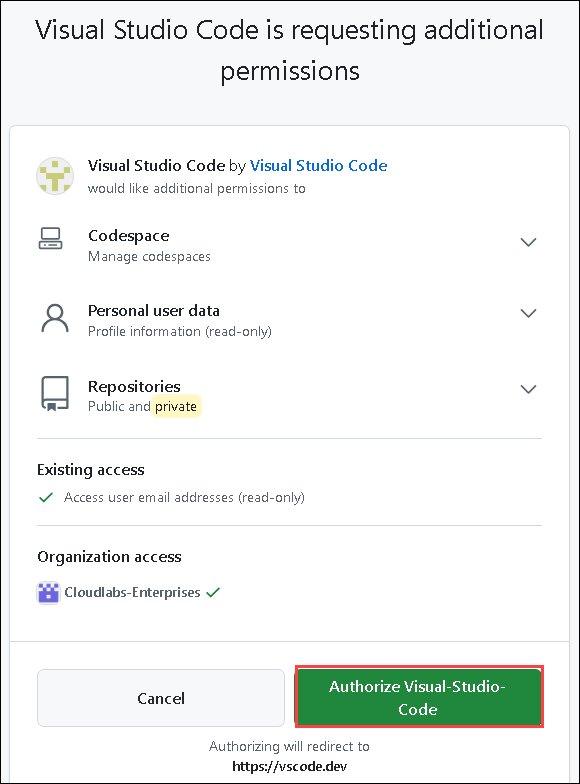 Visual Studio Code is requesting additional
permissions
Visual Studio Code by Visual Studio Code
would like additional permissions to
Codespace
Manage codespaces
Personal user data
Profile information (read-only)
Repositories
Public and private
Existing access
Access user email addresses (read-only)
Organization access
Cloudlabs-Enterprises
Cancel
Authorize Visual-Studio-
Code
Authorizing will redirect to
https://vscode.dev